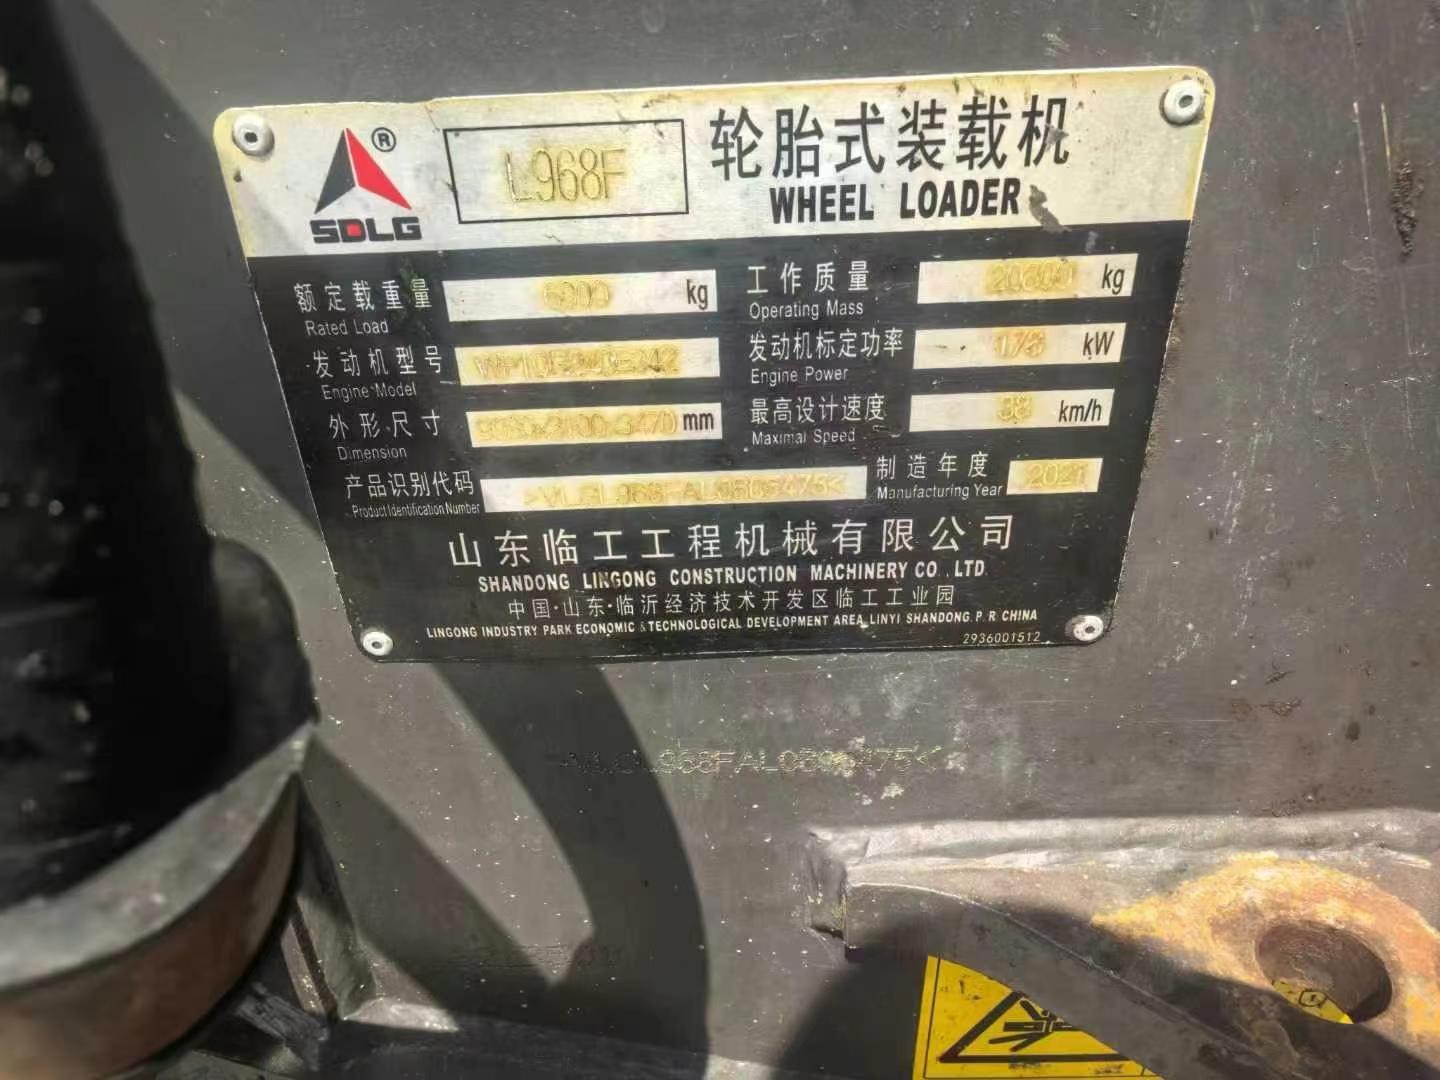 SDLG ®
L968F
轮胎式装载机
WHEEL LOADER
额定载重量 6000 kg
Rated Load
工作质量 kg
Operating Mass
发动机型号
Engine Model
发动机标定功率 kW
Engine Power
外形尺寸 mm
Dimension
最高设计速度 38 km/h
Maximal Speed
产品识别代码
Product Identification Number
制造年度 2021
Manufacturing Year
山东临工工程机械有限公司
SHANDONG LINGONG CONSTRUCTION MACHINERY CO.,LTD.
中国·山东·临沂经济技术开发区临工工业园
LINGONG INDUSTRY PARK ECONOMIC & TECHNOLOGICAL DEVELOPMENT AREA, LINYI SHANDONG. P. R. CHINA
2936001512